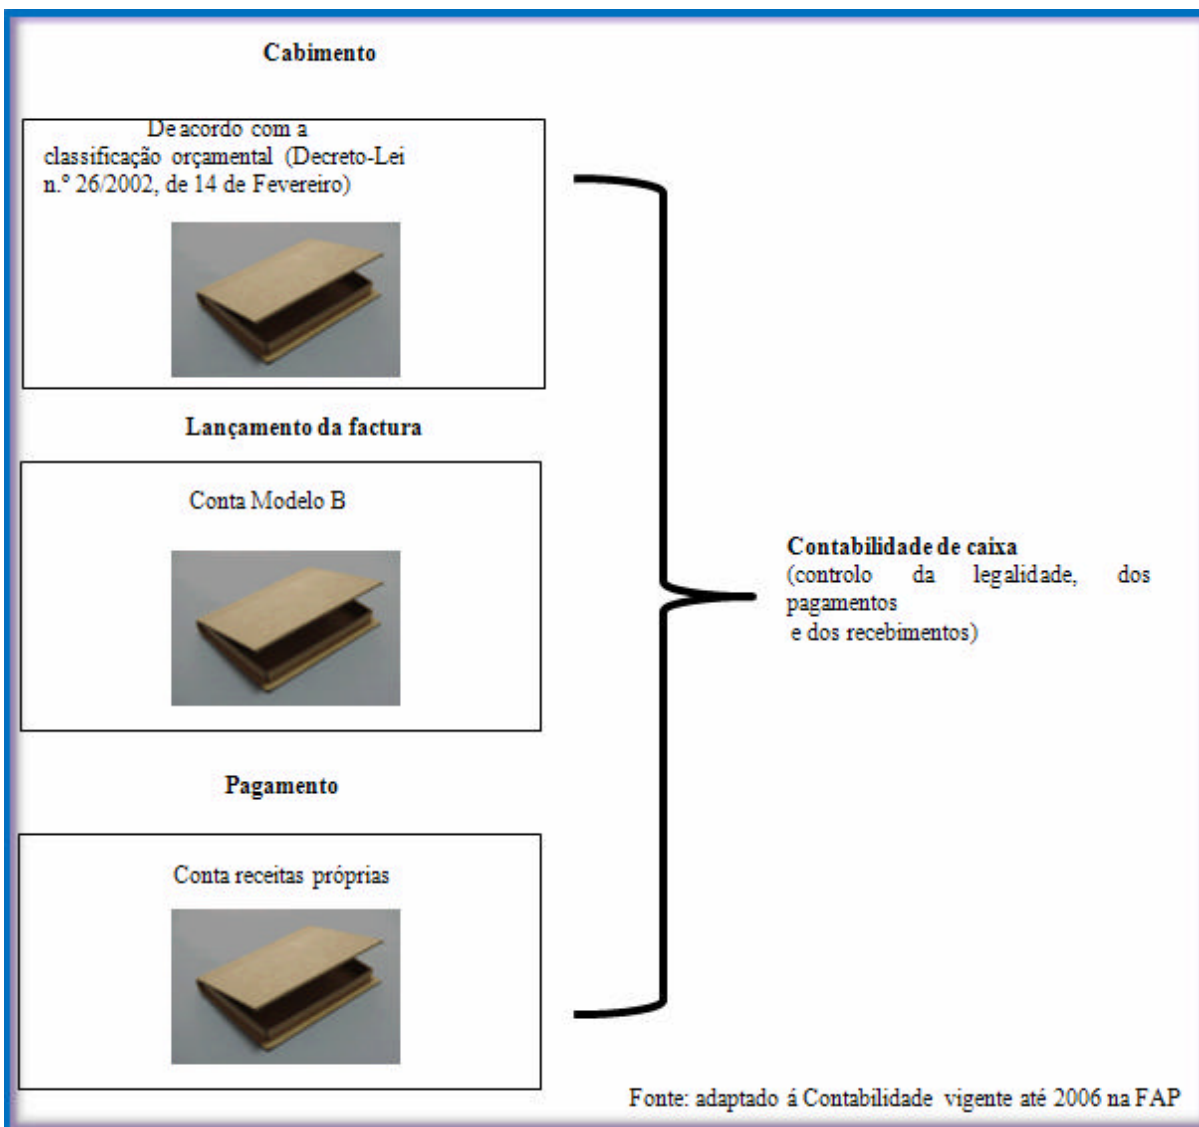 Cabimento
De acordo com a
classificação orçamental (Decreto-Lei
n.º 26/2002, de 14 de Fevereiro)
Lançamento da factura
Conta Modelo B
Pagamento
Conta receitas próprias
Contabilidade de caixa
(controlo da legalidade, dos
pagamentos
e dos recebimentos)
Fonte: adaptado á Contabilidade vigente até 2006 na FAP